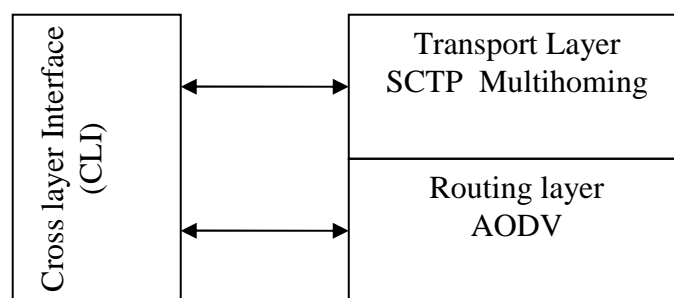 Cross layer Interface
(CLI)
Transport Layer
SCTP Multihoming
Routing layer
AODV